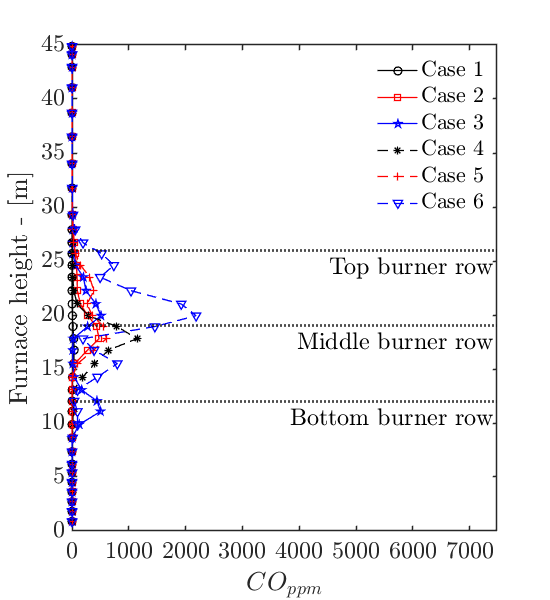 45
40
35
30
25
20
15
10
5
0
Furnace height - [m]
Case 1
Case 2
Case 3
Case 4
Case 5
Case 6
Top burner row
Middle burner row
Bottom burner row
0 1000 2000 3000 4000 5000 6000 7000
CO_ppm